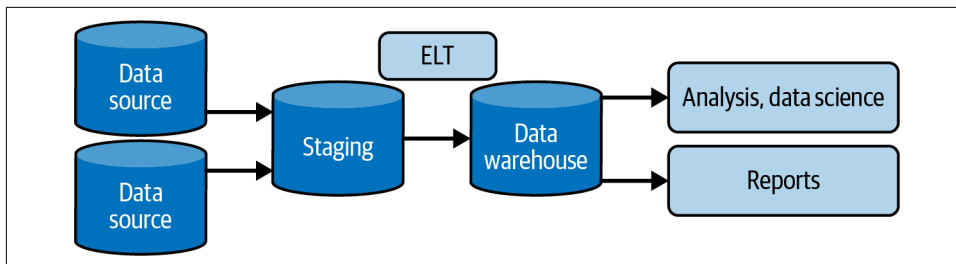 Data
source
Data
source
Staging
ELT
Data
warehouse
Analysis, data science
Reports